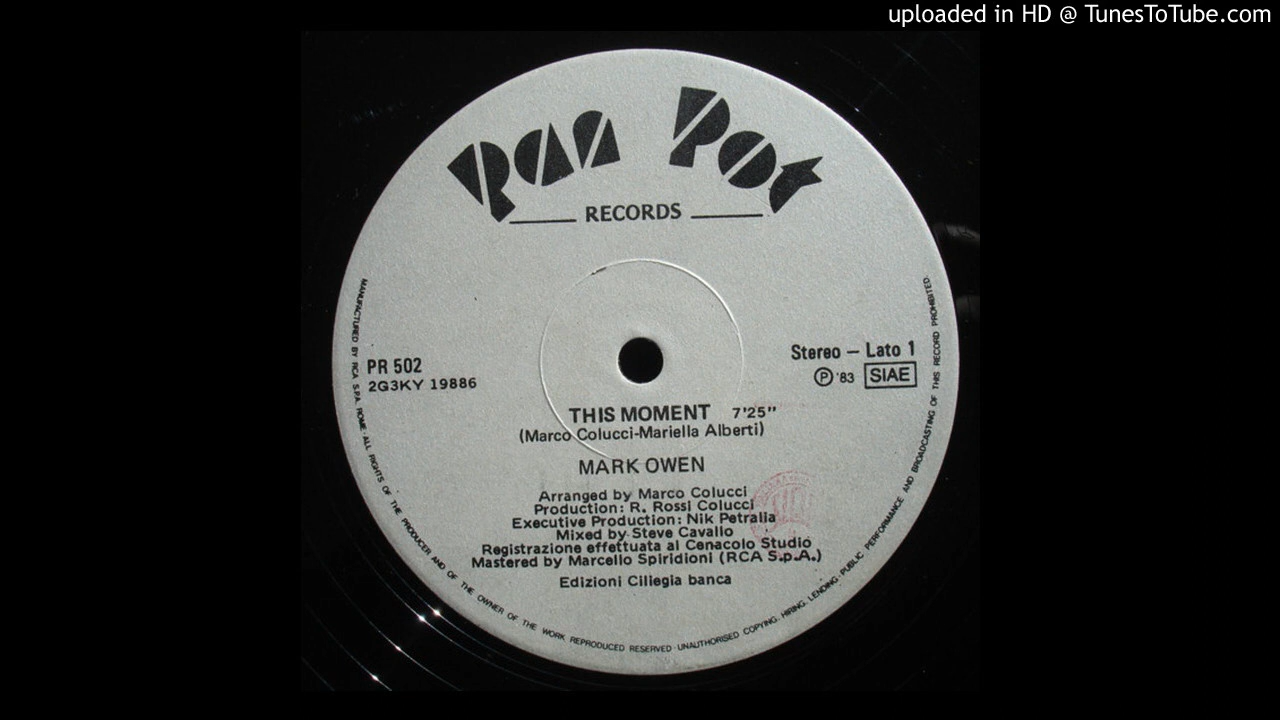 uploaded in HD @ TunesToTube.com
Pan Pot
RECORDS
PR 502
2G3KY 19886
Stereo — Lato 1
Ⓟ '83 SIAE
THIS MOMENT 7'25"
(Marco Colucci-Mariella Alberti)
MARK OWEN
Arranged by Marco Colucci
Production: R. Rossi Colucci
Executive Production: Nik Petralia
Mixed by Steve Cavallo
Registrazione effettuata al Cenacolo Studio
Mastered by Marcello Spiridioni (RCA S.p.A.)
Edizioni Ciliegia banca
MANUFACTURED BY RCA S.P.A. ROME · ALL RIGHTS OF THE PRODUCER AND OF THE OWNER OF THE WORK REPRODUCED RESERVED · UNAUTHORISED COPYING, HIRING, LENDING, PUBLIC PERFORMANCE AND BROADCASTING OF THIS RECORD PROHIBITED.